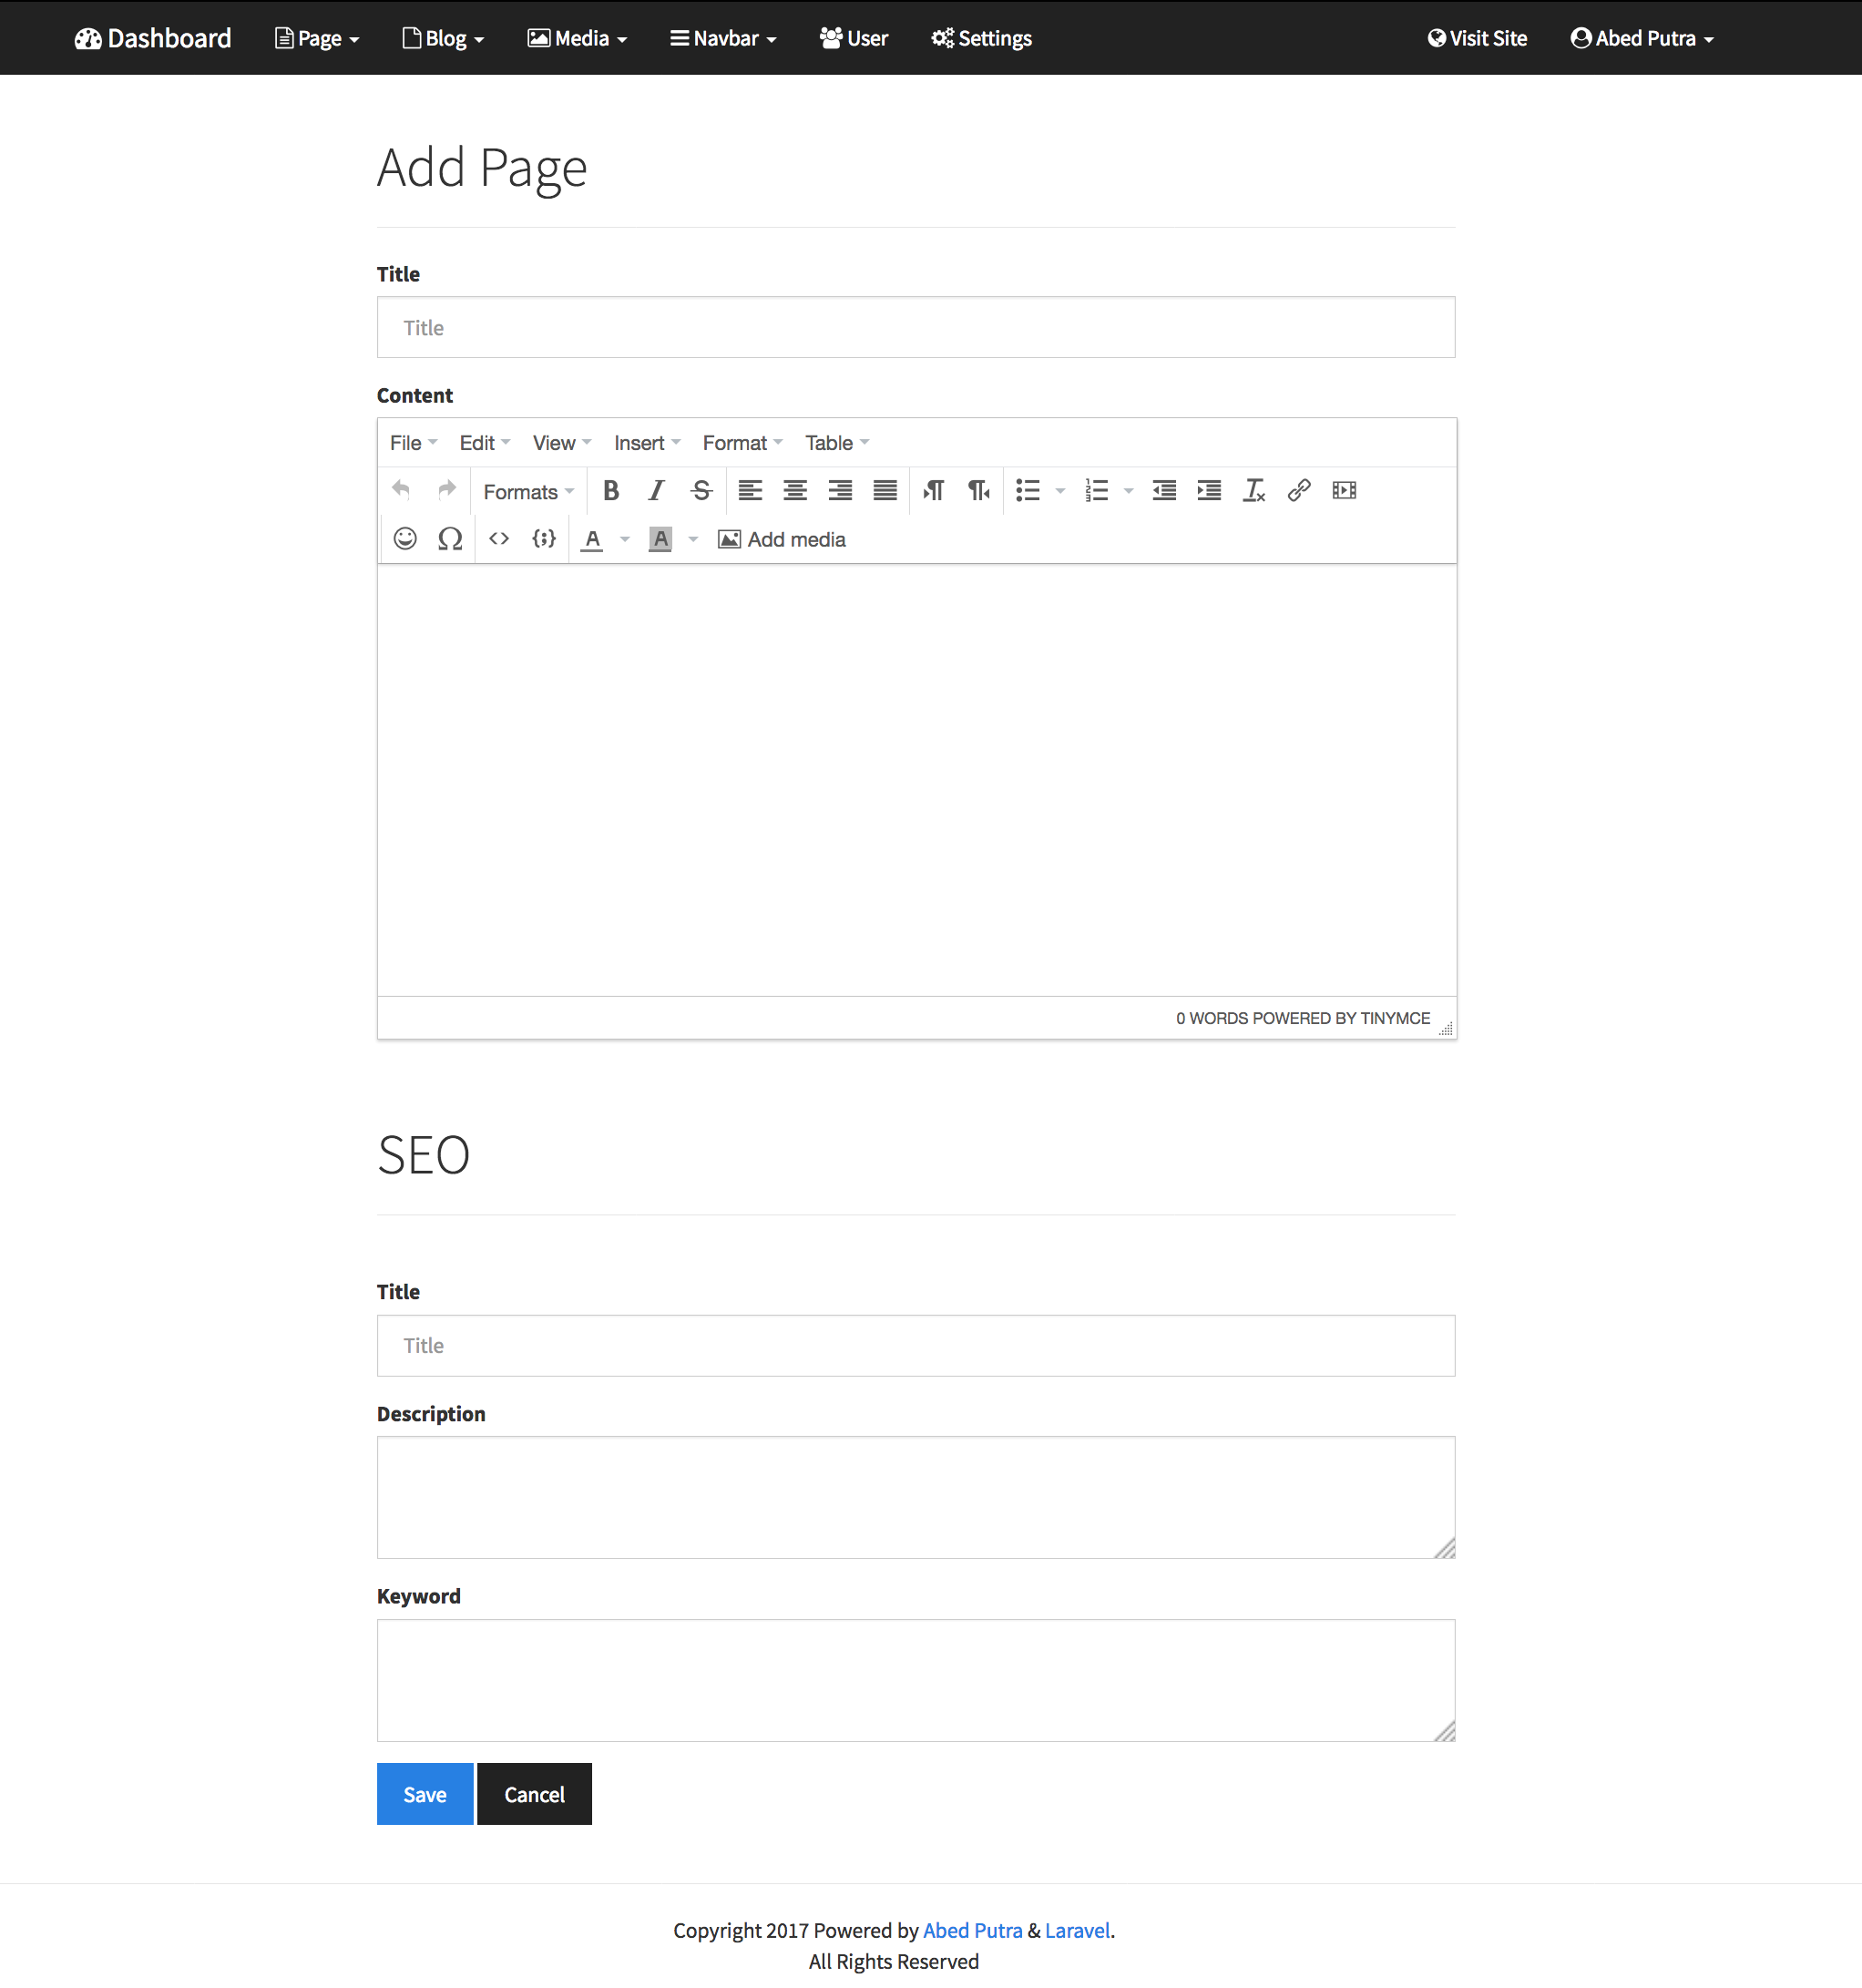 Dashboard Page Blog Media Navbar User Settings Visit Site Abed Putra
Add Page
Title
Title
Content
File Edit View Insert Format Table
Formats B I S
Ω <> {;} A A Add media
0 WORDS POWERED BY TINYMCE
SEO
Title
Title
Description
Keyword
Save Cancel
Copyright 2017 Powered by Abed Putra & Laravel.
All Rights Reserved